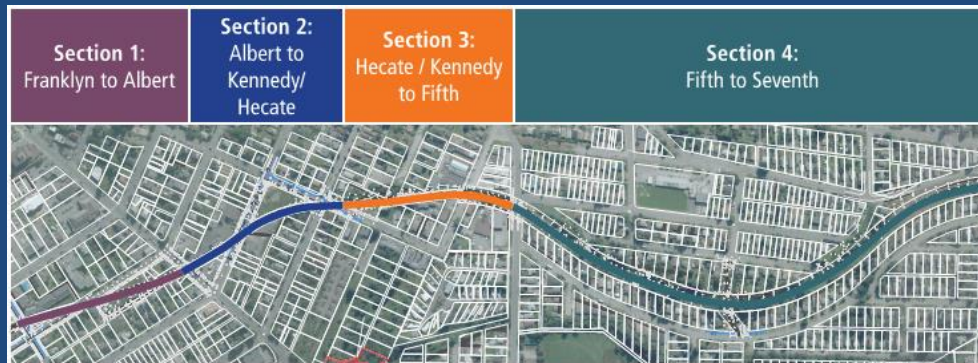 Section 1:
Franklyn to Albert
Section 2:
Albert to
Kennedy/
Hecate
Section 3:
Hecate / Kennedy
to Fifth
Section 4:
Fifth to Seventh